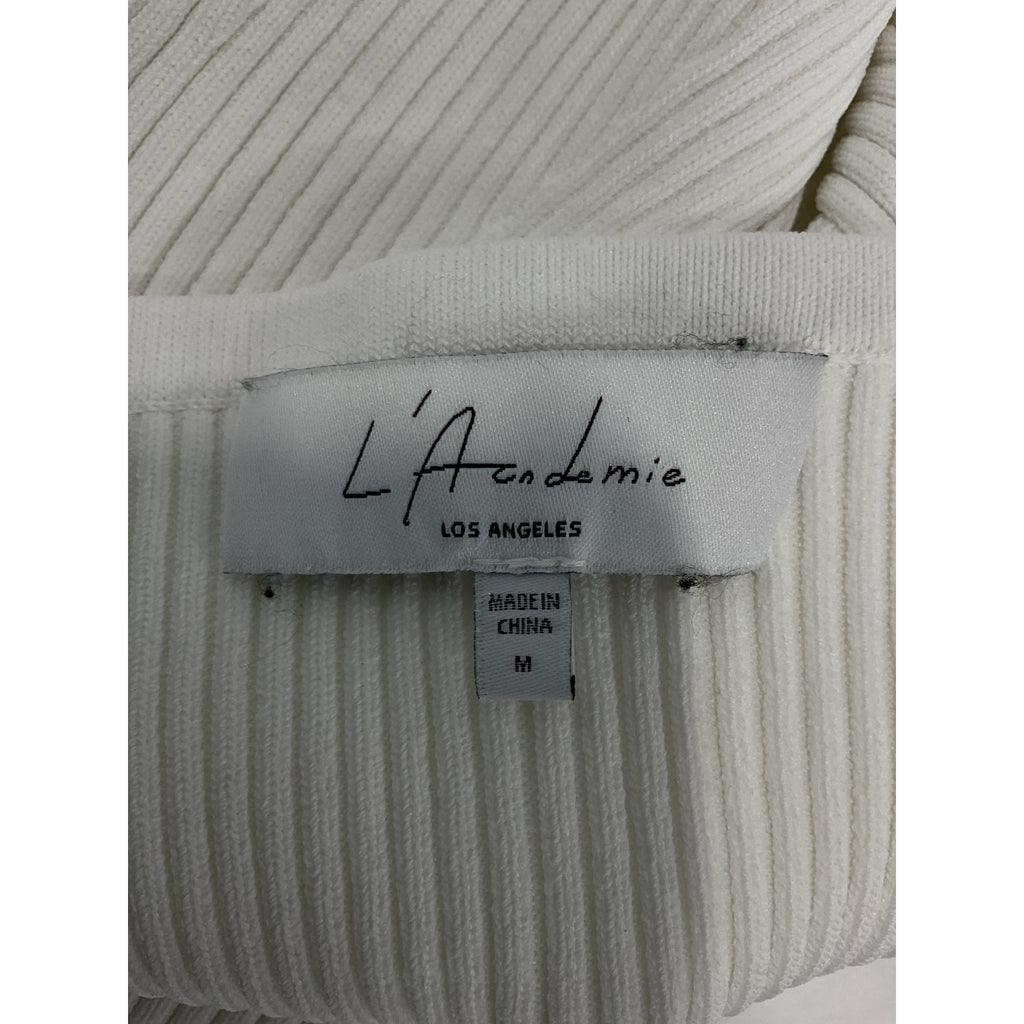 L'Academie
LOS ANGELES
MADE IN
CHINA
M